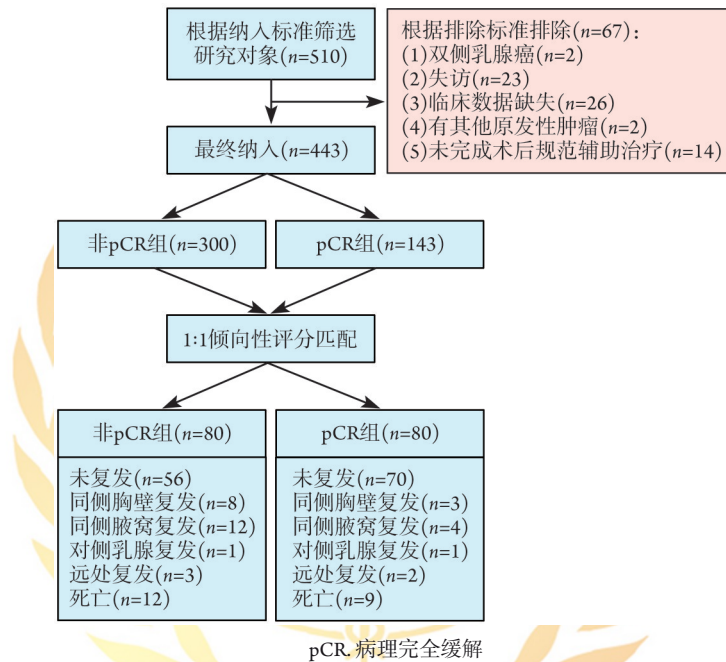 根据纳入标准筛选
研究对象(n=510)
根据排除标准排除(n=67):
(1)双侧乳腺癌(n=2)
(2)失访(n=23)
(3)临床数据缺失(n=26)
(4)有其他原发性肿瘤(n=2)
(5)未完成术后规范辅助治疗(n=14)
最终纳入(n=443)
非pCR组(n=300)
pCR组(n=143)
1:1倾向性评分匹配
非pCR组(n=80)
未复发(n=56)
同侧胸壁复发(n=8)
同侧腋窝复发(n=12)
对侧乳腺复发(n=1)
远处复发(n=3)
死亡(n=12)
pCR组(n=80)
未复发(n=70)
同侧胸壁复发(n=3)
同侧腋窝复发(n=4)
对侧乳腺复发(n=1)
远处复发(n=2)
死亡(n=9)
pCR.病理完全缓解